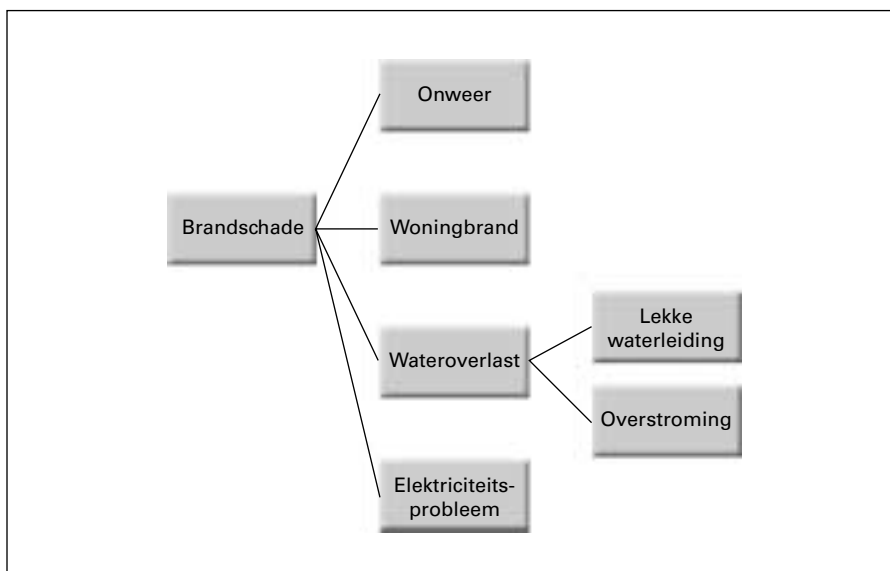 Onweer
Brandschade
Woningbrand
Wateroverlast
Lekke
waterleiding
Overstroming
Elektriciteits-
probleem